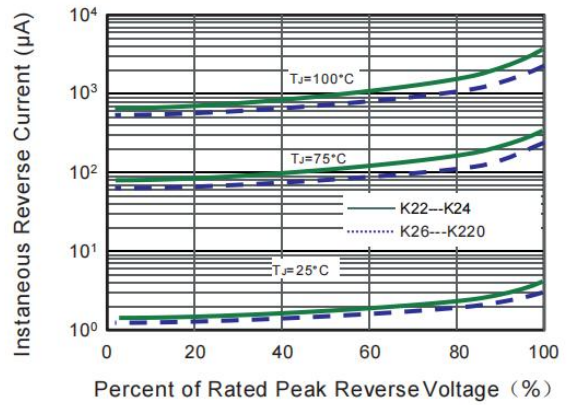 Instaneous Reverse Current (μA)
10⁴
10³
10²
10¹
10⁰
TJ=100°C
TJ=75°C
K22---K24
K26---K220
TJ=25°C
0 20 40 60 80 100
Percent of Rated Peak Reverse Voltage（%）